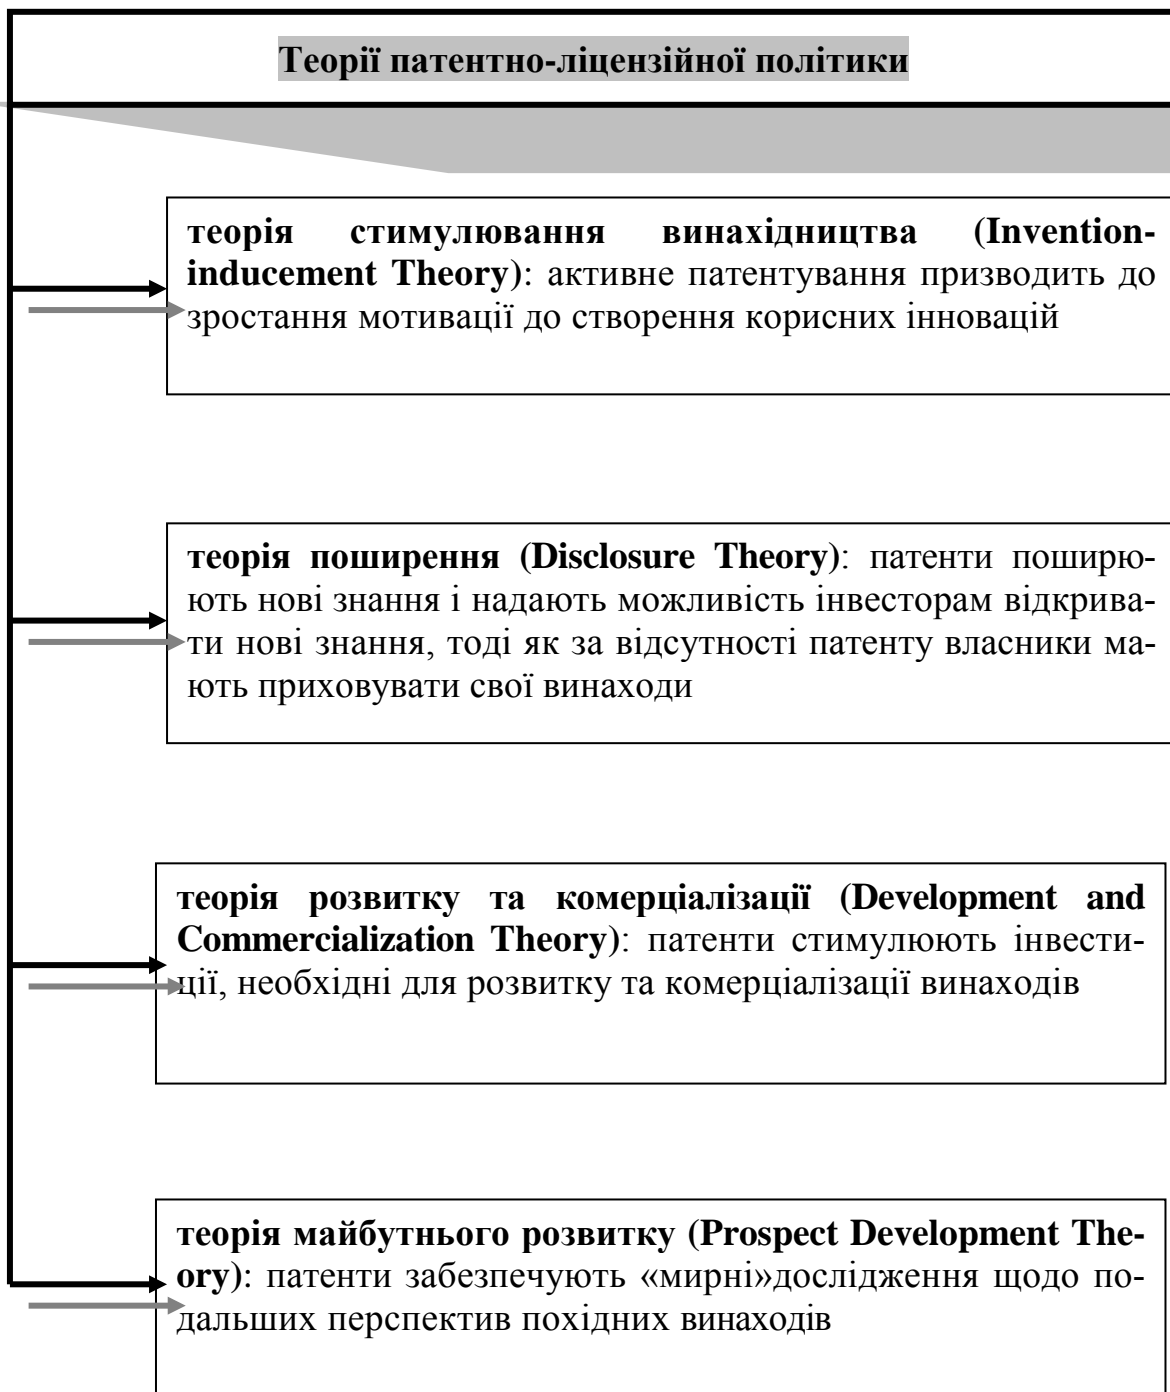 Теорії патентно-ліцензійної політики
теорія стимулювання винахідництва (Invention-
inducement Theory): активне патентування призводить до
зростання мотивації до створення корисних інновацій
теорія поширення (Disclosure Theory): патенти поширю-
ють нові знання і надають можливість інвесторам відкрива-
ти нові знання, тоді як за відсутності патенту власники ма-
ють приховувати свої винаходи
теорія розвитку та комерціалізації (Development and
Commercialization Theory): патенти стимулюють інвести-
ції, необхідні для розвитку та комерціалізації винаходів
теорія майбутнього розвитку (Prospect Development The-
ory): патенти забезпечують «мирні»дослідження щодо по-
дальших перспектив похідних винаходів